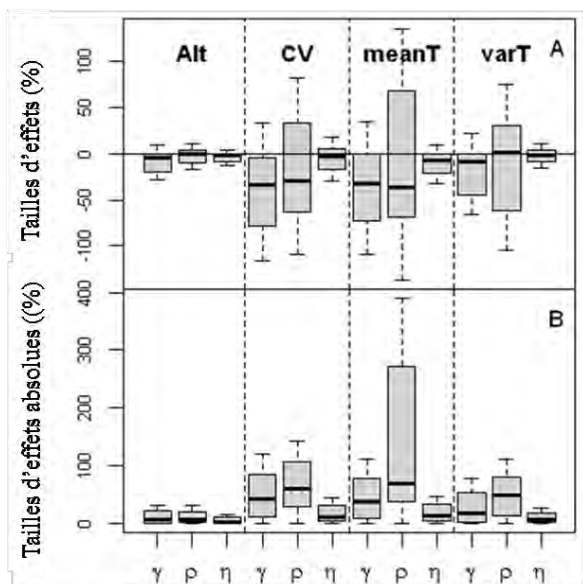 Alt CV meanT varT A
Tailles d'effets (%)
100
50
0
-50
-100
B
Tailles d'effets absolues ((%)
400
300
200
100
0
γ ρ η γ ρ η γ ρ η γ ρ η